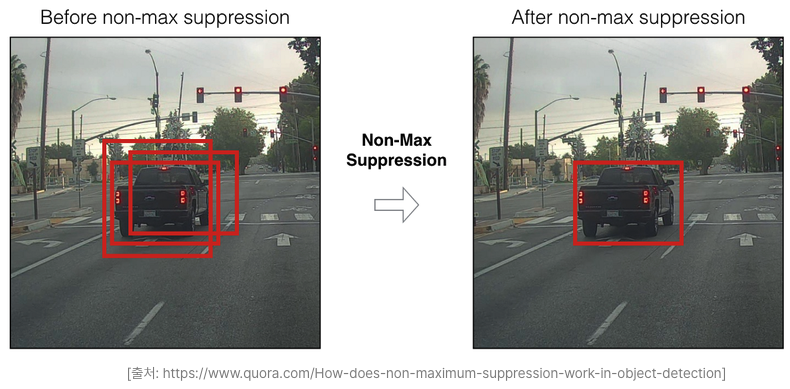 Before non-max suppression
After non-max suppression
Non-Max
Suppression
[출처: https://www.quora.com/How-does-non-maximum-suppression-work-in-object-detection]